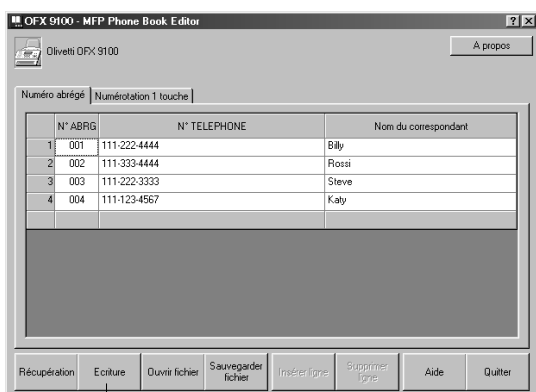 OFX 9100 - MFP Phone Book Editor
Olivetti OFX 9100
A propos
Numéro abrégé Numérotation 1 touche
N° ABRG N° TELEPHONE Nom du correspondant
1 001 111-222-4444 Billy
2 002 111-333-4444 Rossi
3 003 111-222-3333 Steve
4 004 111-123-4567 Katy
Récupération Ecriture Ouvrir fichier Sauvegarder fichier Insérer ligne Supprimer ligne Aide Quitter